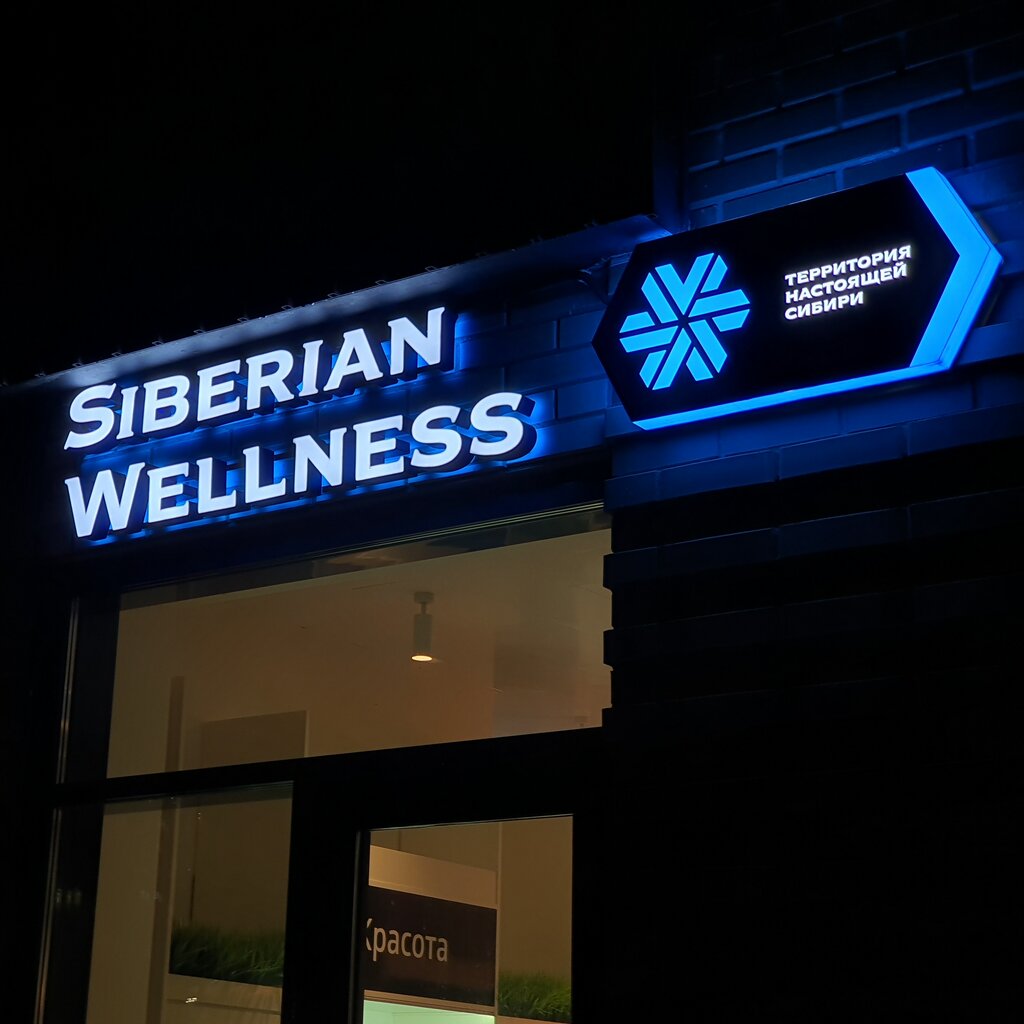 SIBERIAN
WELLNESS
ТЕРРИТОРИЯ
НАСТОЯЩЕЙ
СИБИРИ
Красота